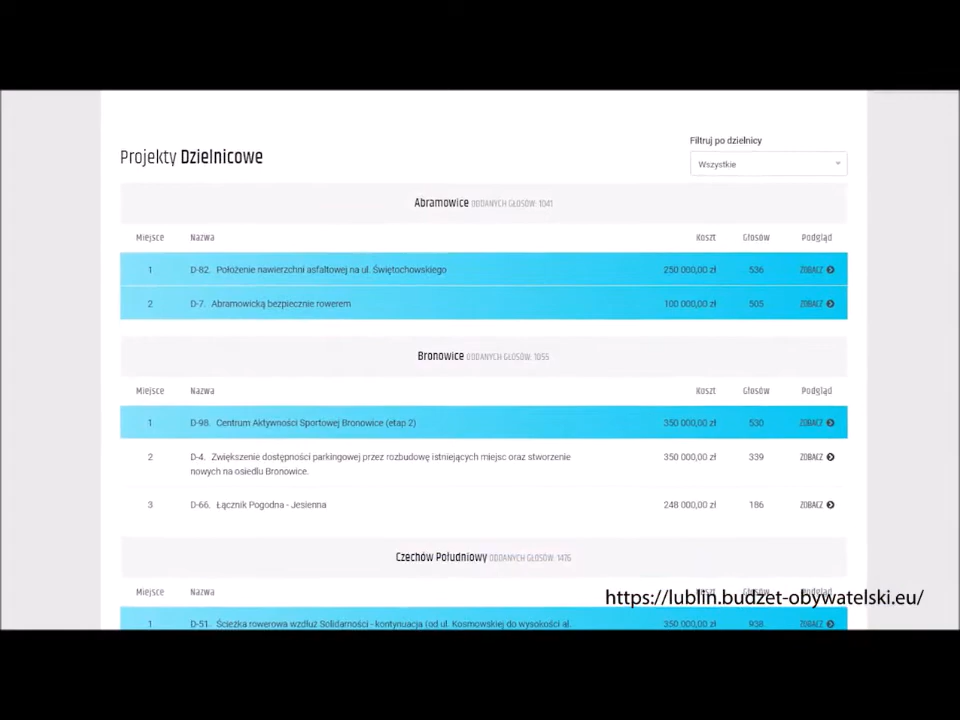 Filtruj po dzielnicy
Projekty Dzielnicowe
Wszystkie
Abramowice ODDANYCH GŁOSÓW: 1041
Miejsce Nazwa Koszt Głosów Podgląd
1 D-82. Położenie nawierzchni asfaltowej na ul. Świętochowskiego 250 000,00 zł 536 ZOBACZ
2 D-7. Abramowicką bezpiecznie rowerem 100 000,00 zł 505 ZOBACZ
Bronowice ODDANYCH GŁOSÓW: 1055
Miejsce Nazwa Koszt Głosów Podgląd
1 D-98. Centrum Aktywności Sportowej Bronowice (etap 2) 350 000,00 zł 530 ZOBACZ
2 D-4. Zwiększenie dostępności parkingowej przez rozbudowę istniejących miejsc oraz stworzenie 350 000,00 zł 339 ZOBACZ
nowych na osiedlu Bronowice.
3 D-66. Łącznik Pogodna - Jesienna 248 000,00 zł 186 ZOBACZ
Czechów Południowy ODDANYCH GŁOSÓW: 1476
Miejsce Nazwa Koszt Głosów Podgląd
https://lublin.budzet-obywatelski.eu/
1 D-51. Ścieżka rowerowa wzdłuż Solidarności - kontynuacja (od ul. Kosmowskiej do wysokości al. 350 000,00 zł 938 ZOBACZ